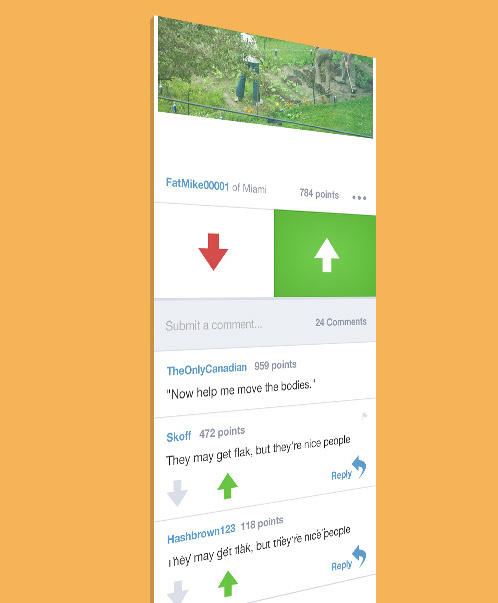 FatMike00001 of Miami 784 points
Submit a comment... 24 Comments
TheOnlyCanadian 959 points
"Now help me move the bodies."
Skoff 472 points
They may get flak, but they're nice people
Reply
Hashbrown123 118 points
They may get flak, but they're nice people
Reply